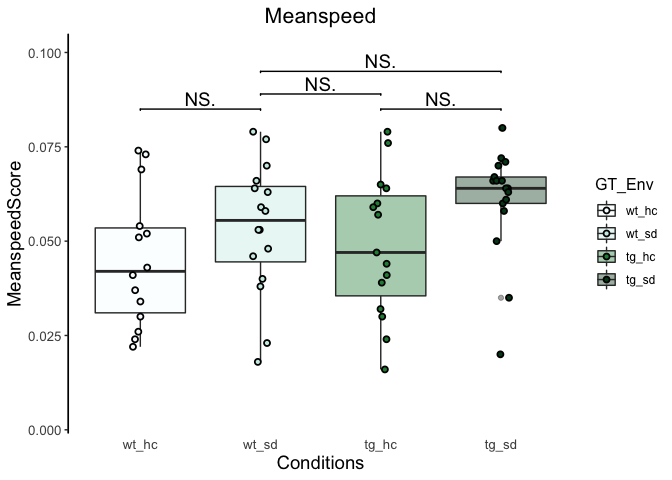 Meanspeed
0.100
0.075
0.050
0.025
0.000
MeanspeedScore
NS.
NS.
NS.
NS.
wt_hc
wt_sd
tg_hc
tg_sd
Conditions
GT_Env
wt_hc
wt_sd
tg_hc
tg_sd